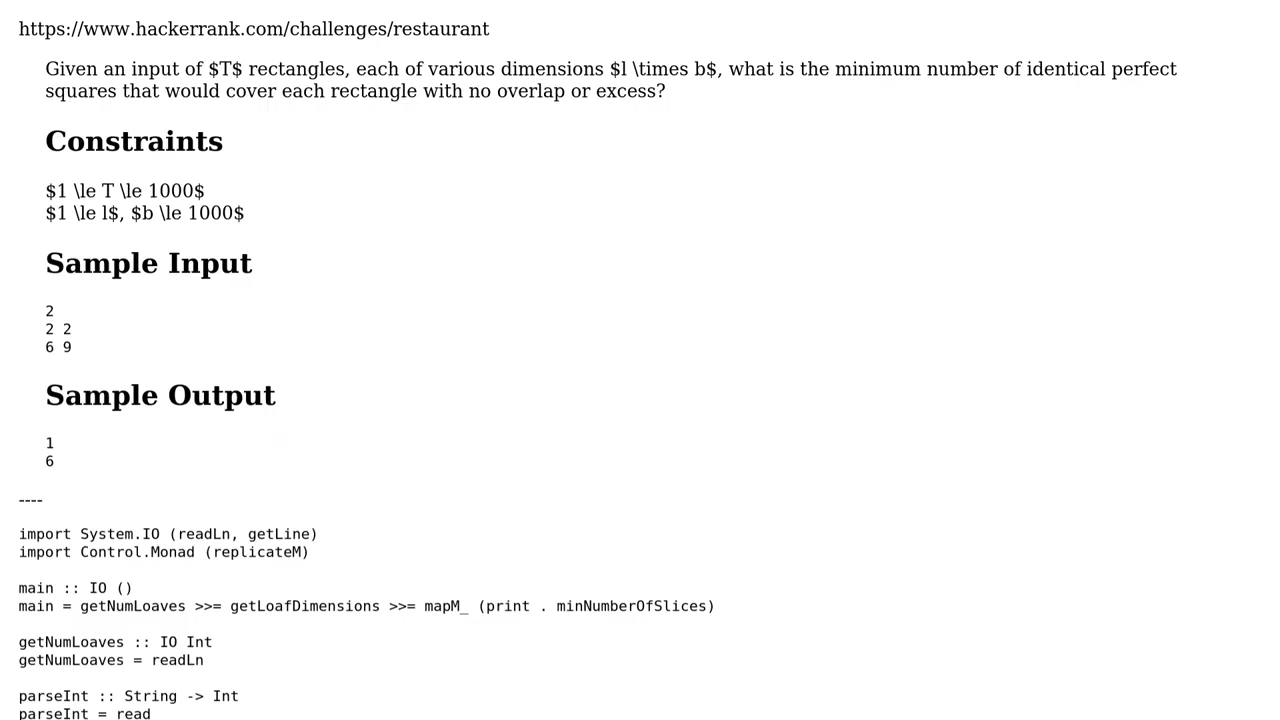 https://www.hackerrank.com/challenges/restaurant
Given an input of $T$ rectangles, each of various dimensions $l \times b$, what is the minimum number of identical perfect
squares that would cover each rectangle with no overlap or excess?
Constraints
$1 \le T \le 1000$
$1 \le l$, $b \le 1000$
Sample Input
2
2 2
6 9
Sample Output
1
6
----
import System.IO (readLn, getLine)
import Control.Monad (replicateM)
main :: IO ()
main = getNumLoaves >>= getLoafDimensions >>= mapM_ (print . minNumberOfSlices)
getNumLoaves :: IO Int
getNumLoaves = readLn
parseInt :: String -> Int
parseInt = read